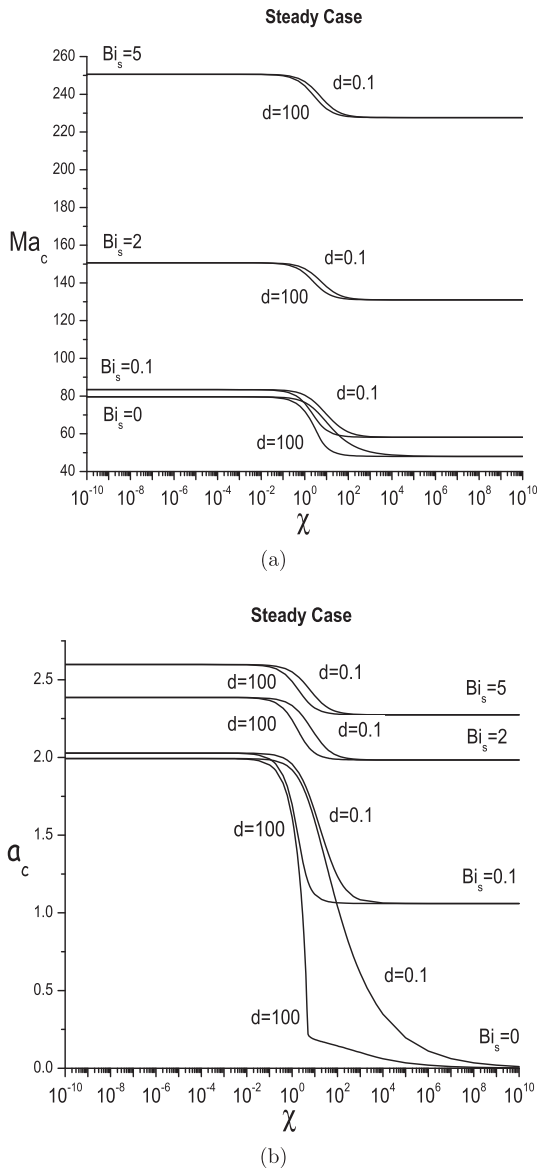 Steady Case
260
Bi_s=5
240
d=0.1
d=100
220
200
180
Ma_c
160
Bi_s=2
d=0.1
140
d=100
120
100
Bi_s=0.1
d=0.1
80
Bi_s=0
60
d=100
40
10^-10 10^-8 10^-6 10^-4 10^-2 10^0 10^2 10^4 10^6 10^8 10^10
χ
(a)
Steady Case
2.5
d=0.1
d=100
Bi_s=5
d=100
d=0.1
Bi_s=2
2.0
d=0.1
1.5
d=100
a_c
Bi_s=0.1
1.0
d=0.1
0.5
d=100
Bi_s=0
0.0
10^-10 10^-8 10^-6 10^-4 10^-2 10^0 10^2 10^4 10^6 10^8 10^10
χ
(b)